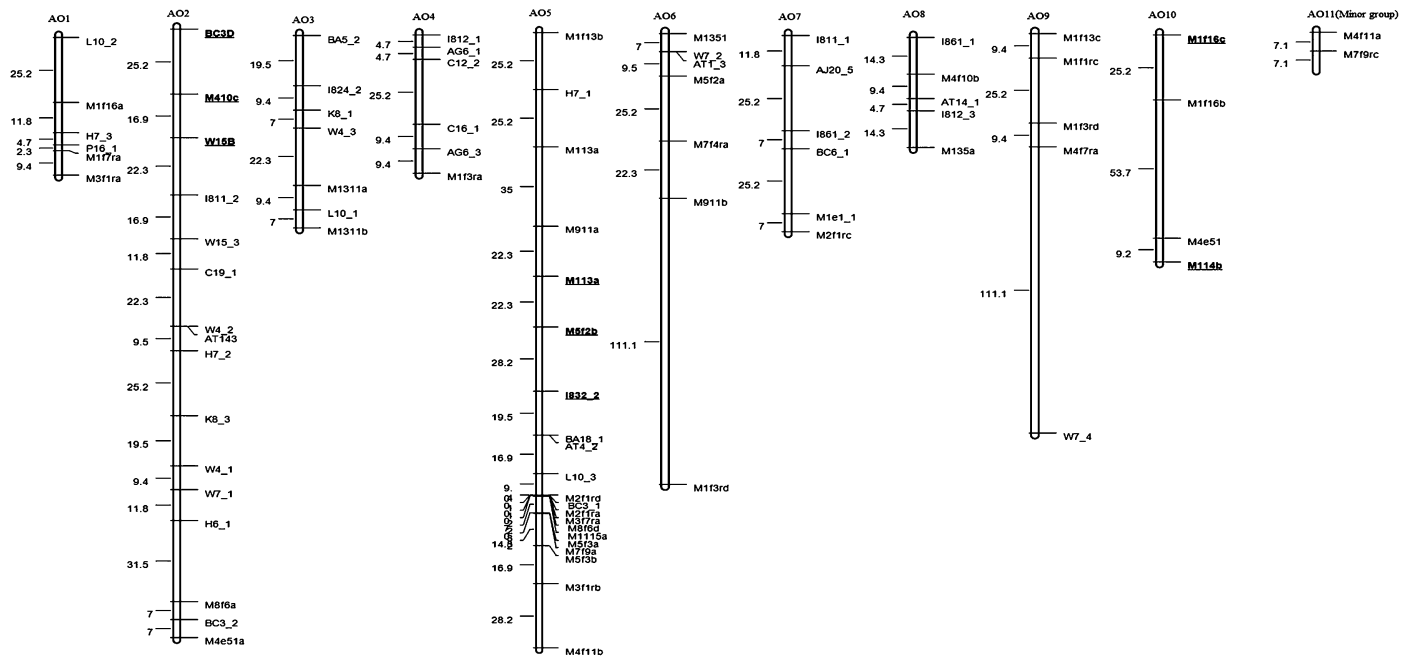 AO1
L10_2
25.2
M1f16a
11.8
H7_3
4.7
P16_1
2.3
M1f7ra
9.4
M3f1ra
AO2
BC3D
25.2
M410c
16.9
W15B
22.3
I811_2
16.9
W15_3
11.8
C19_1
22.3
W4_2
AT143
9.5
H7_2
25.2
K8_3
19.5
W4_1
9.4
W7_1
11.8
H6_1
31.5
M8f6a
7
BC3_2
7
M4e51a
AO3
BA5_2
19.5
I824_2
9.4
K8_1
7
W4_3
22.3
M1311a
9.4
L10_1
7
M1311b
AO4
I812_1
4.7
AG6_1
4.7
C12_2
25.2
C16_1
9.4
AG6_3
9.4
M1f3ra
AO5
M1f13b
25.2
H7_1
25.2
M113a
35
M911a
22.3
M113a
22.3
M5f2b
28.2
I832_2
19.5
BA18_1
AT4_2
16.9
L10_3
9.
M2f1rd
BC3_1
M2f1ra
M3f7ra
M8f6d
M1115a
M5f3a
M7f9a
M5f3b
16.9
M3f1rb
28.2
M4f11b
AO6
M1351
7
W7_2
AT1_3
9.5
M5f2a
25.2
M7f4ra
22.3
M911b
111.1
M1f3rd
AO7
I811_1
11.8
AJ20_5
25.2
I861_2
7
BC6_1
25.2
M1e1_1
7
M2f1rc
AO8
I861_1
14.3
M4f10b
9.4
AT14_1
4.7
I812_3
14.3
M135a
AO9
M1f13c
9.4
M1f1rc
25.2
M1f3rd
9.4
M4f7ra
111.1
W7_4
AO10
M1f16c
25.2
M1f16b
53.7
M4e51
9.2
M114b
AO11(Minor group)
M4f11a
7.1
M7f9rc
7.1